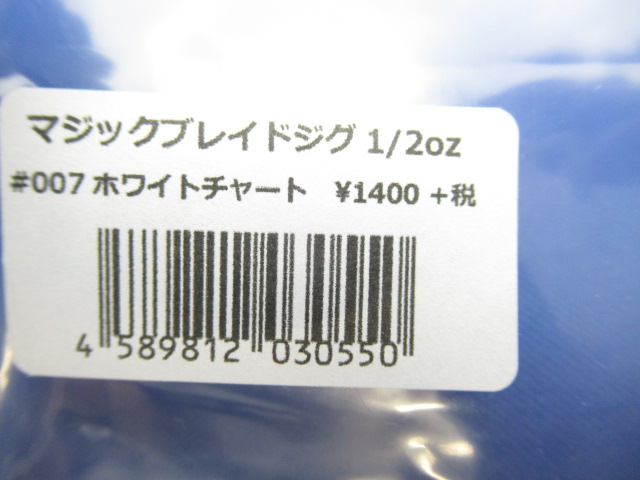 マジックブレイドジグ 1/2oz
#007 ホワイトチャート ¥1400 +税
4 589812 030550